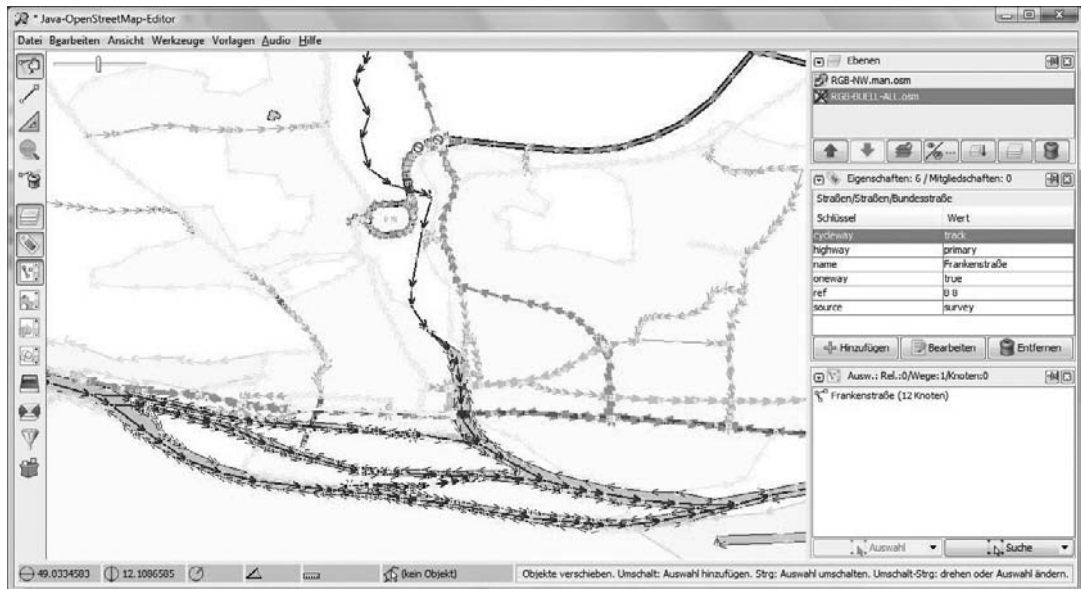 * Java-OpenStreetMap-Editor
Datei Bearbeiten Ansicht Werkzeuge Vorlagen Audio Hilfe
Ebenen
RGB-NW.man.osm
RGB-BUELL-ALL.osm
Eigenschaften: 6 / Mitgliedschaften: 0
Straßen/Straßen/Bundesstraße
Schlüssel Wert
cycleway track
highway primary
name Frankenstraße
oneway true
ref B 8
source survey
Hinzufügen Bearbeiten Entfernen
Ausw.: Rel.:0/Wege:1/Knoten:0
Frankenstraße (12 Knoten)
Auswahl Suche
49.0334583 12.1086585 (kein Objekt) Objekte verschieben. Umschalt: Auswahl hinzufügen. Strg: Auswahl umschalten. Umschalt-Strg: drehen oder Auswahl ändern.